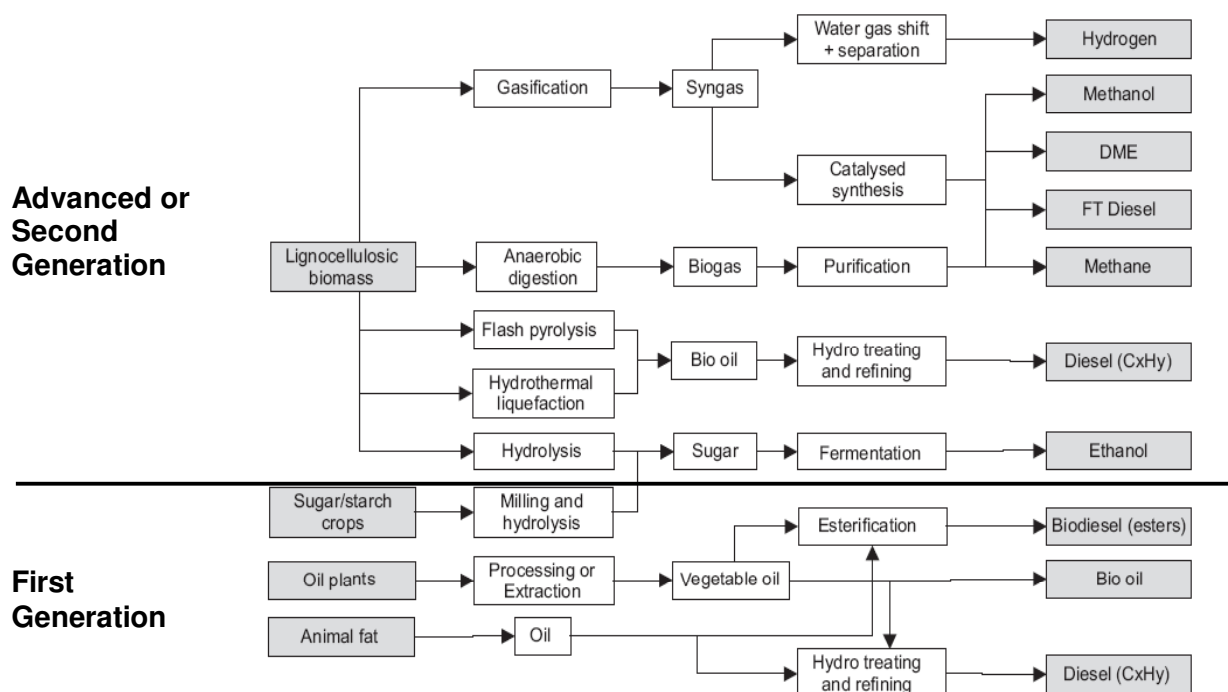 Water gas shift
+ separation
Hydrogen
Gasification
Syngas
Methanol
DME
Catalysed
synthesis
FT Diesel
Advanced or
Second
Generation
Lignocellulosic
biomass
Anaerobic
digestion
Biogas
Purification
Methane
Flash pyrolysis
Bio oil
Hydro treating
and refining
Diesel (CxHy)
Hydrothermal
liquefaction
Hydrolysis
Sugar
Fermentation
Ethanol
Sugar/starch
crops
Milling and
hydrolysis
Esterification
Biodiesel (esters)
First
Generation
Oil plants
Processing or
Extraction
Vegetable oil
Bio oil
Animal fat
Oil
Hydro treating
and refining
Diesel (CxHy)